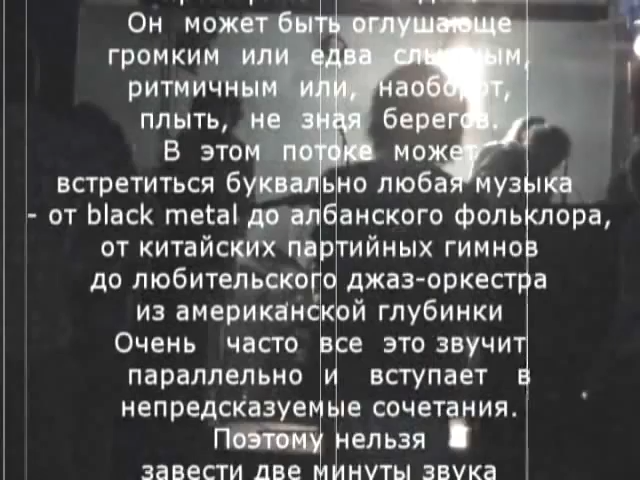 Он может быть оглушающе
громким или едва слышным,
ритмичным или, наоборот,
плыть, не зная берегов.
В этом потоке может
встретиться буквально любая музыка
- от black metal до албанского фольклора,
от китайских партийных гимнов
до любительского джаз-оркестра
из американской глубинки
Очень часто все это звучит
параллельно и вступает в
непредсказуемые сочетания.
Поэтому нельзя
завести две минуты звука